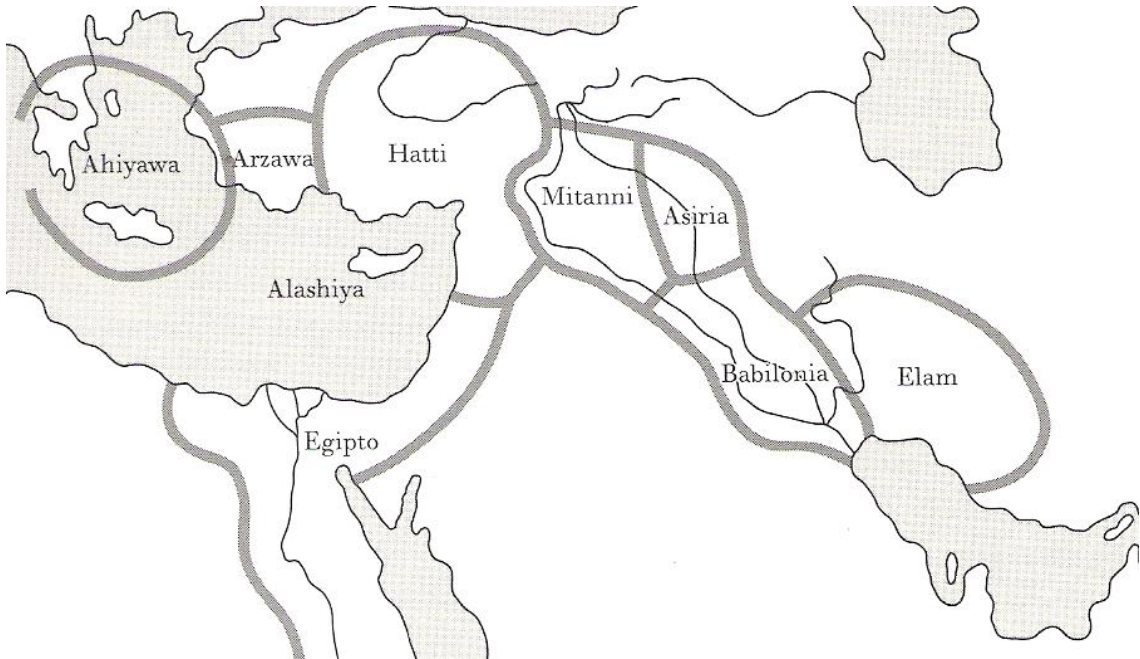 Ahiyawa
Arzawa
Hatti
Mitanni
Asiria
Alashiya
Babilonia
Elam
Egipto